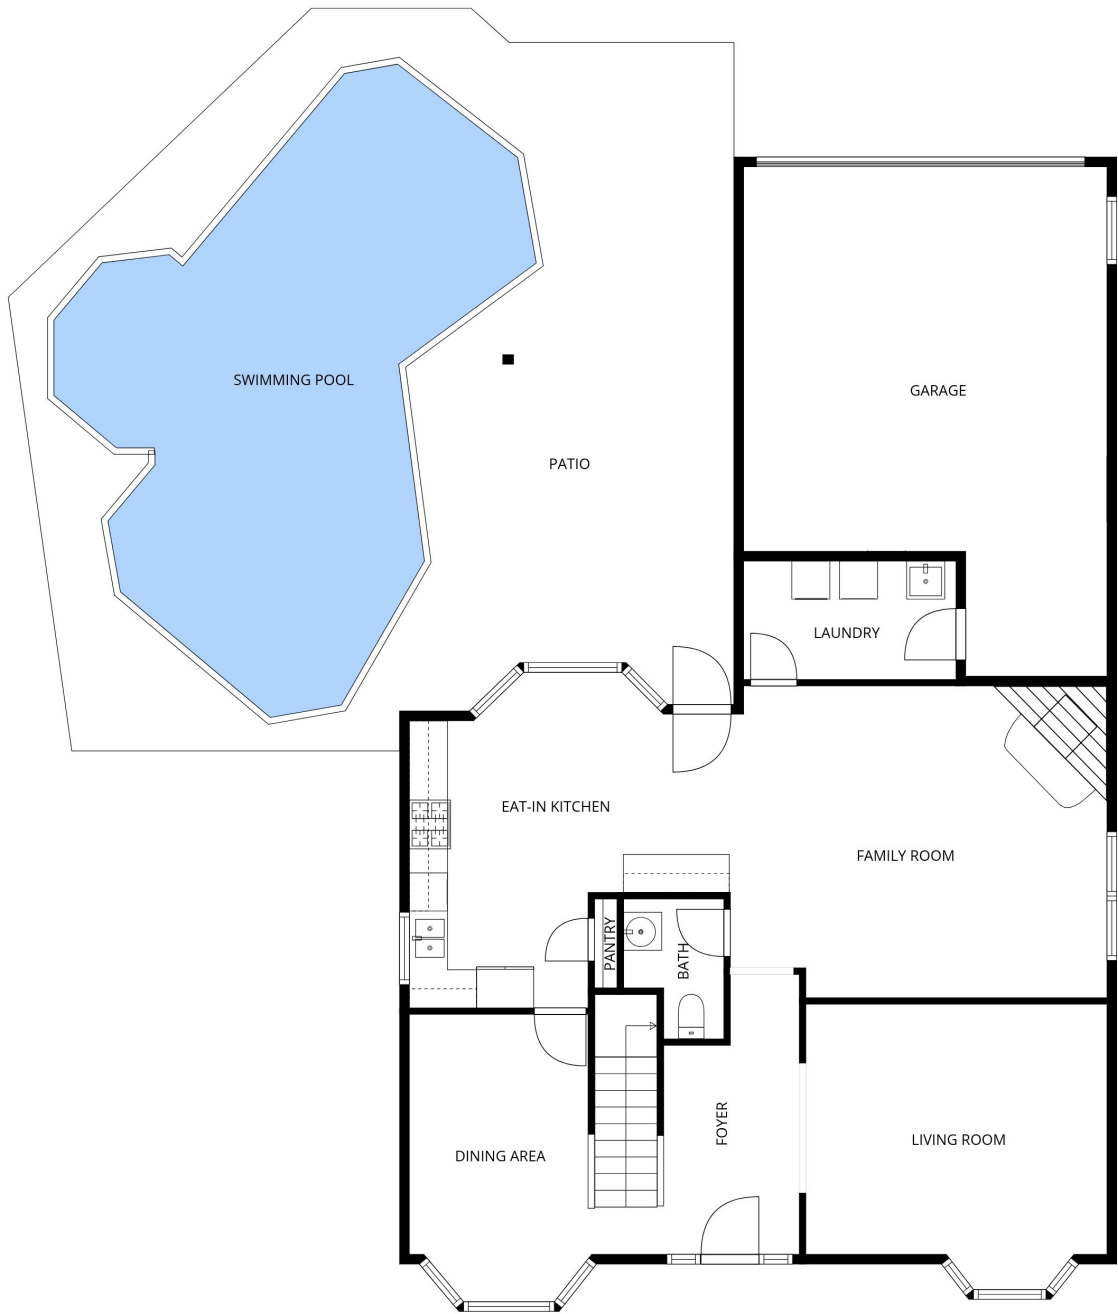 SWIMMING POOL
GARAGE
PATIO
LAUNDRY
EAT-IN KITCHEN
FAMILY ROOM
PANTRY
BATH
FOYER
LIVING ROOM
DINING AREA